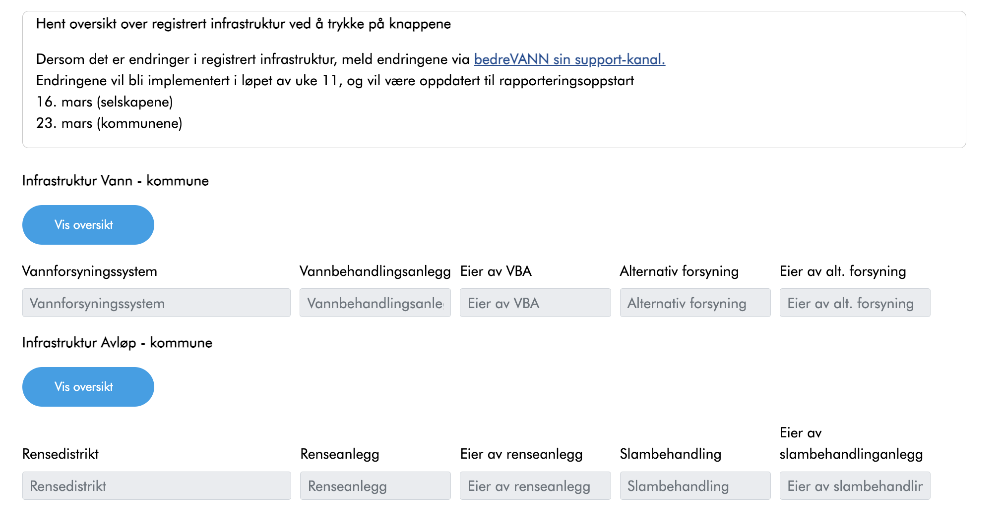 Hent oversikt over registrert infrastruktur ved å trykke på knappene
Dersom det er endringer i registrert infrastruktur, meld endringene via bedreVANN sin support-kanal.
Endringene vil bli implementert i løpet av uke 11, og vil være oppdatert til rapporteringsoppstart
16. mars (selskapene)
23. mars (kommunene)
Infrastruktur Vann - kommune
Vis oversikt
Vannforsyningssystem Vannbehandlingsanlegg Eier av VBA Alternativ forsyning Eier av alt. forsyning
Vannforsyningssystem Vannbehandlingsanle Eier av VBA Alternativ forsyning Eier av alt. forsyning
Infrastruktur Avløp - kommune
Vis oversikt
Rensedistrikt Renseanlegg Eier av renseanlegg Slambehandling Eier av
slambehandlinganlegg
Rensedistrikt Renseanlegg Eier av renseanlegg Slambehandling Eier av slambehandlin